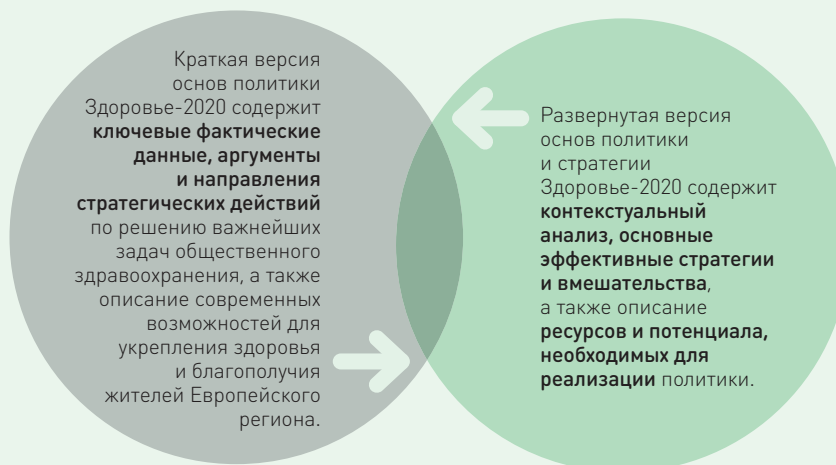 Краткая версия
основ политики
Здоровье-2020 содержит
ключевые фактические
данные, аргументы
и направления
стратегических действий
по решению важнейших
задач общественного
здравоохранения, а также
описание современных
возможностей для
укрепления здоровья
и благополучия
жителей Европейского
региона.
Развернутая версия
основ политики
и стратегии
Здоровье-2020 содержит
контекстуальный
анализ, основные
эффективные стратегии
и вмешательства,
а также описание
ресурсов и потенциала,
необходимых для
реализации политики.